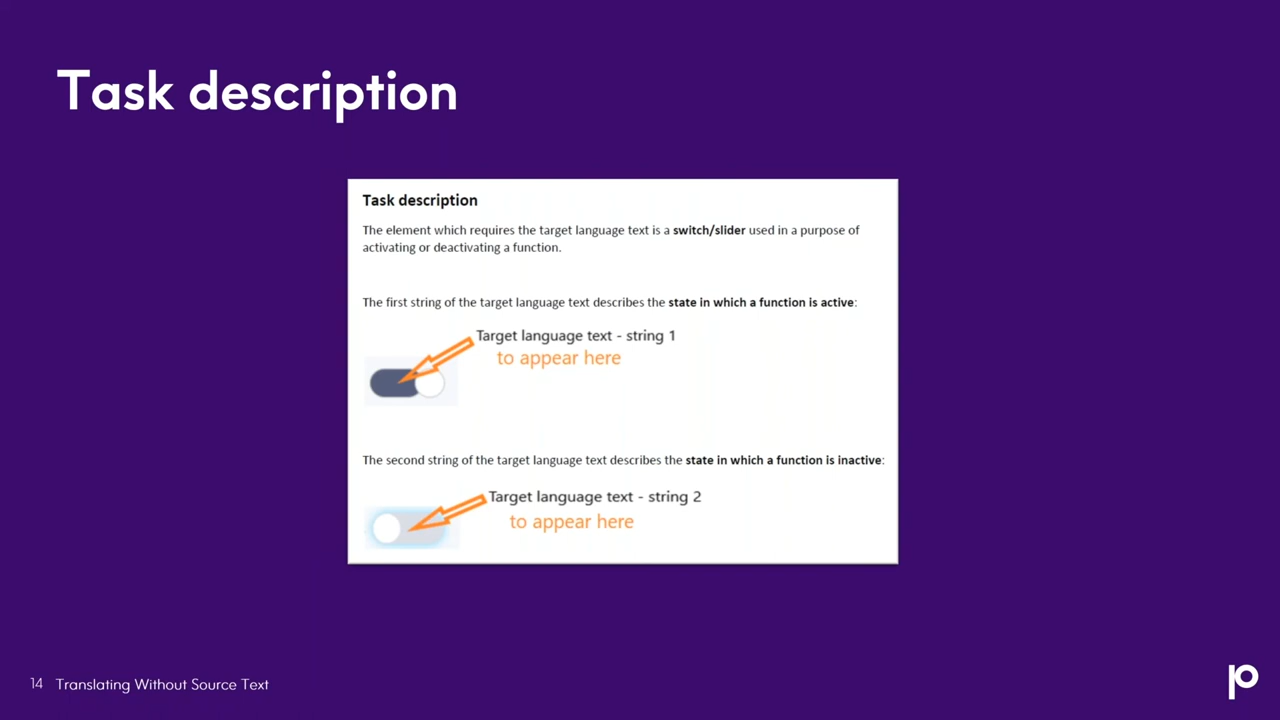 Task description
Task description
The element which requires the target language text is a switch/slider used in a purpose of
activating or deactivating a function.
The first string of the target language text describes the state in which a function is active:
Target language text - string 1
to appear here
The second string of the target language text describes the state in which a function is inactive:
Target language text - string 2
to appear here
14 Translating Without Source Text